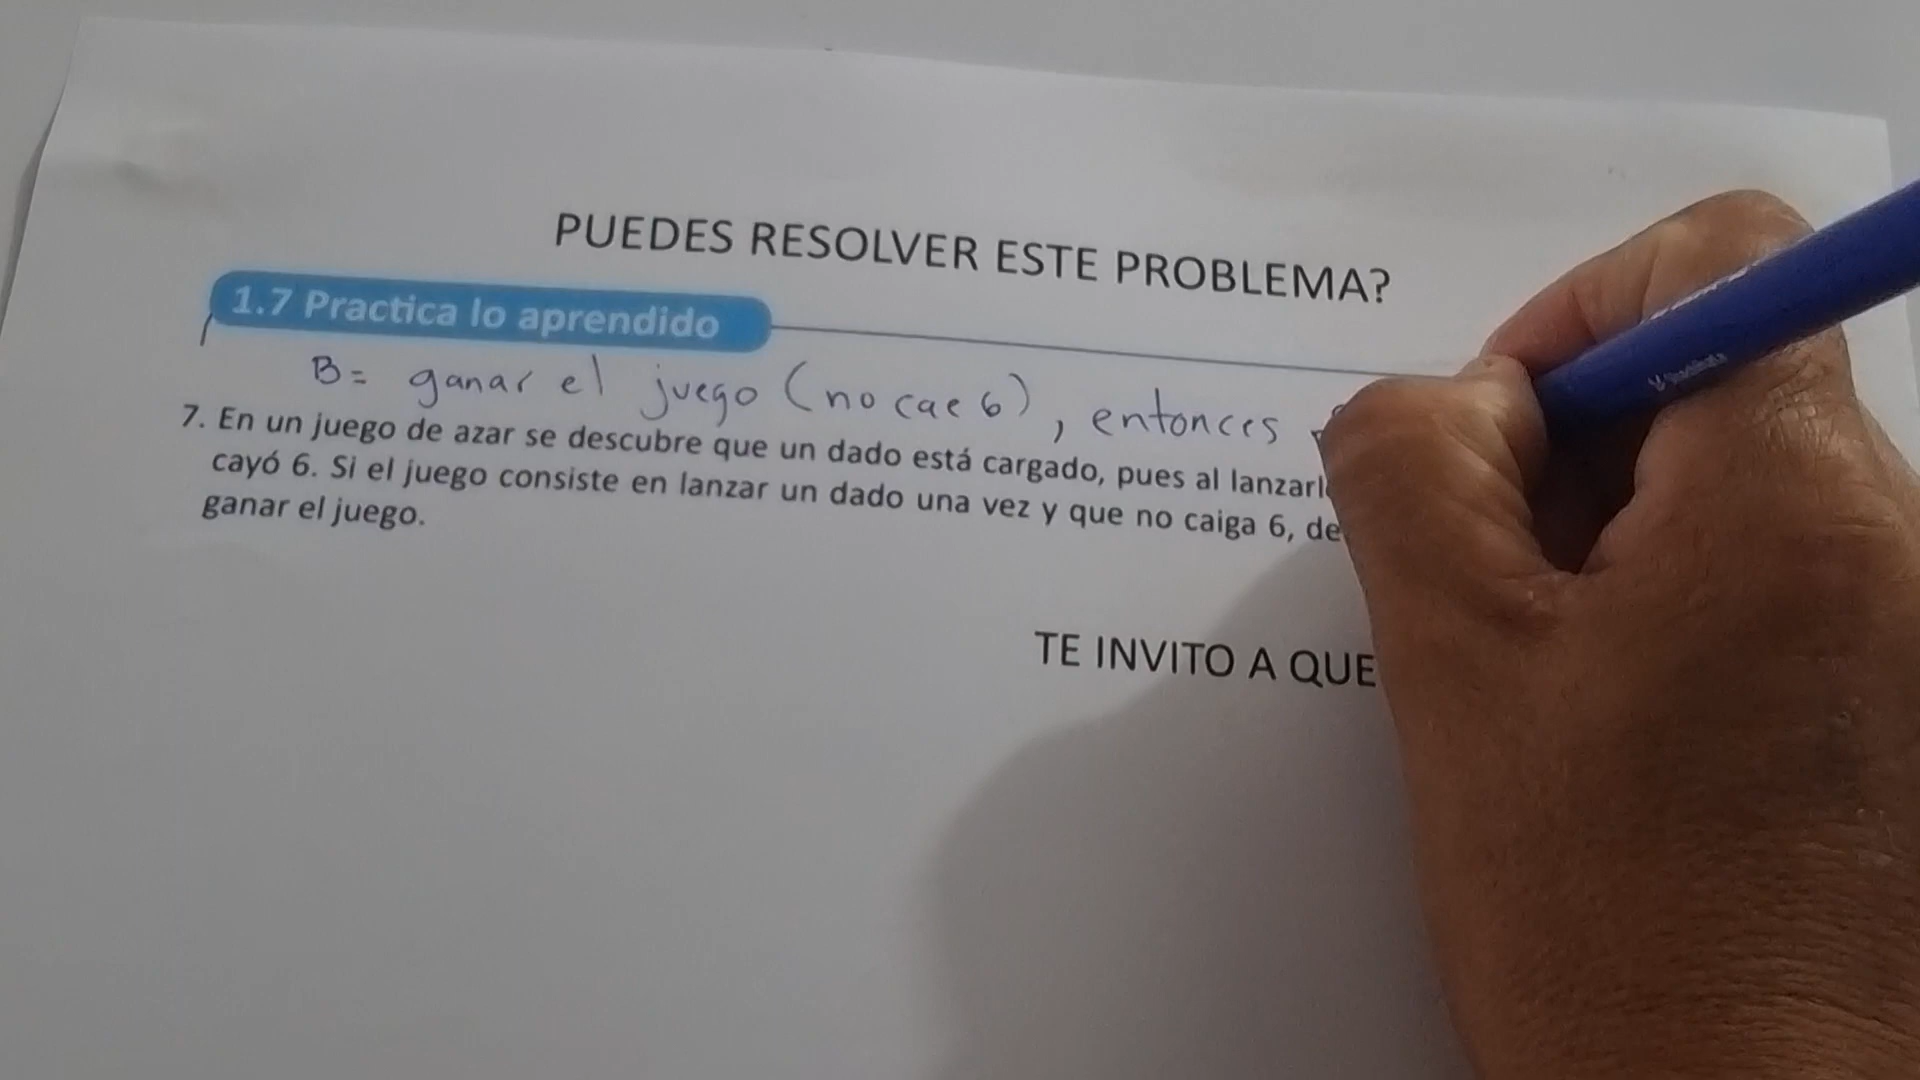 PUEDES RESOLVER ESTE PROBLEMA?
1.7 Practica lo aprendido
B= ganar el juego (no cae 6), entonces
7. En un juego de azar se descubre que un dado está cargado, pues al lanzarl
cayó 6. Si el juego consiste en lanzar un dado una vez y que no caiga 6, de
ganar el juego.
TE INVITO A QUE